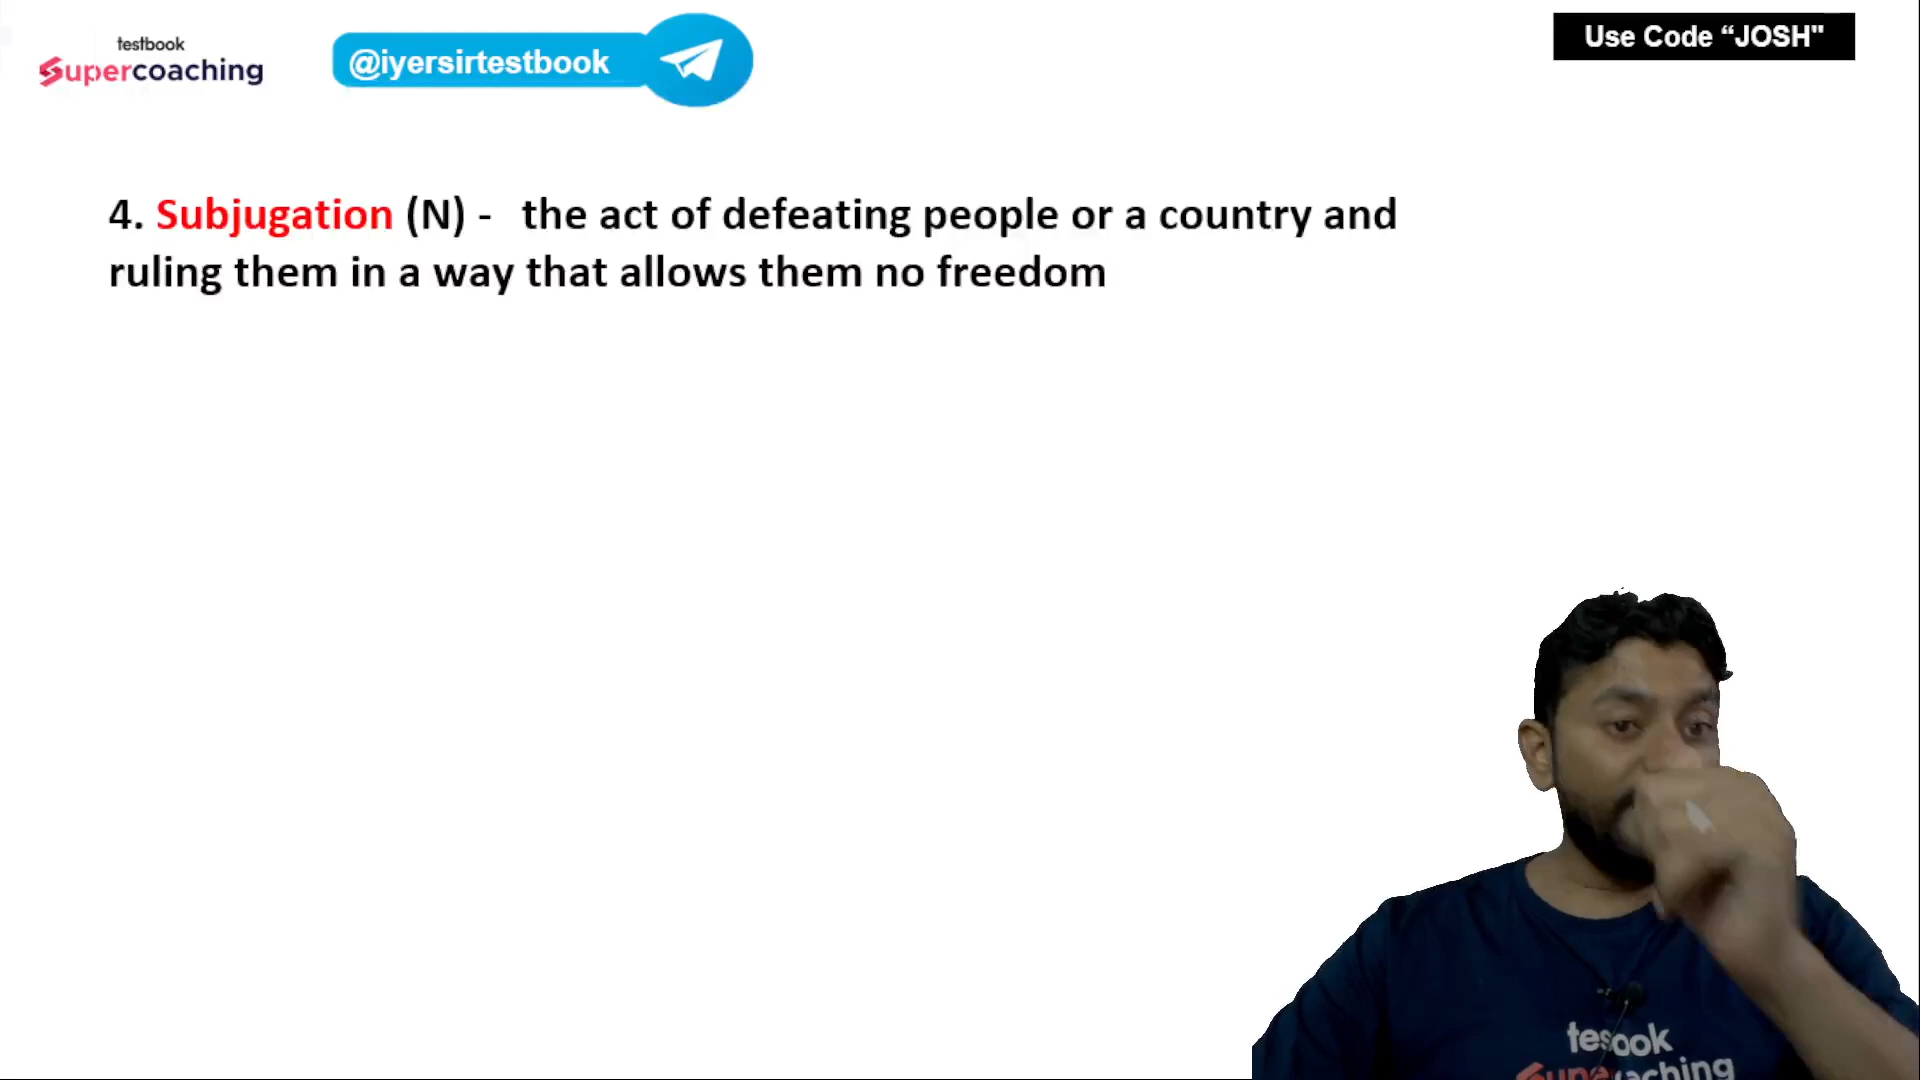 testbook
Supercoaching
@iyersirtestbook
Use Code “JOSH"
4. Subjugation (N) - the act of defeating people or a country and
ruling them in a way that allows them no freedom